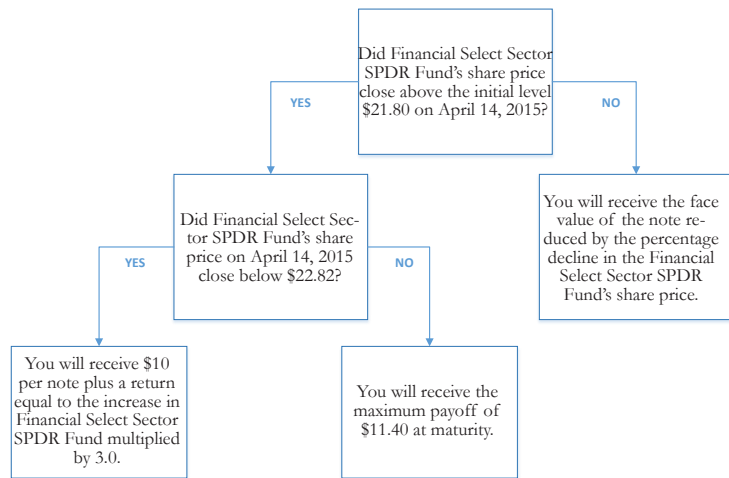 Did Financial Select Sector
SPDR Fund's share price
close above the initial level
$21.80 on April 14, 2015?
YES
NO
Did Financial Select Sec-
tor SPDR Fund's share
price on April 14, 2015
close below $22.82?
You will receive the face
value of the note re-
duced by the percentage
decline in the Financial
Select Sector SPDR
Fund's share price.
YES
NO
You will receive $10
per note plus a return
equal to the increase in
Financial Select Sector
SPDR Fund multiplied
by 3.0.
You will receive the
maximum payoff of
$11.40 at maturity.